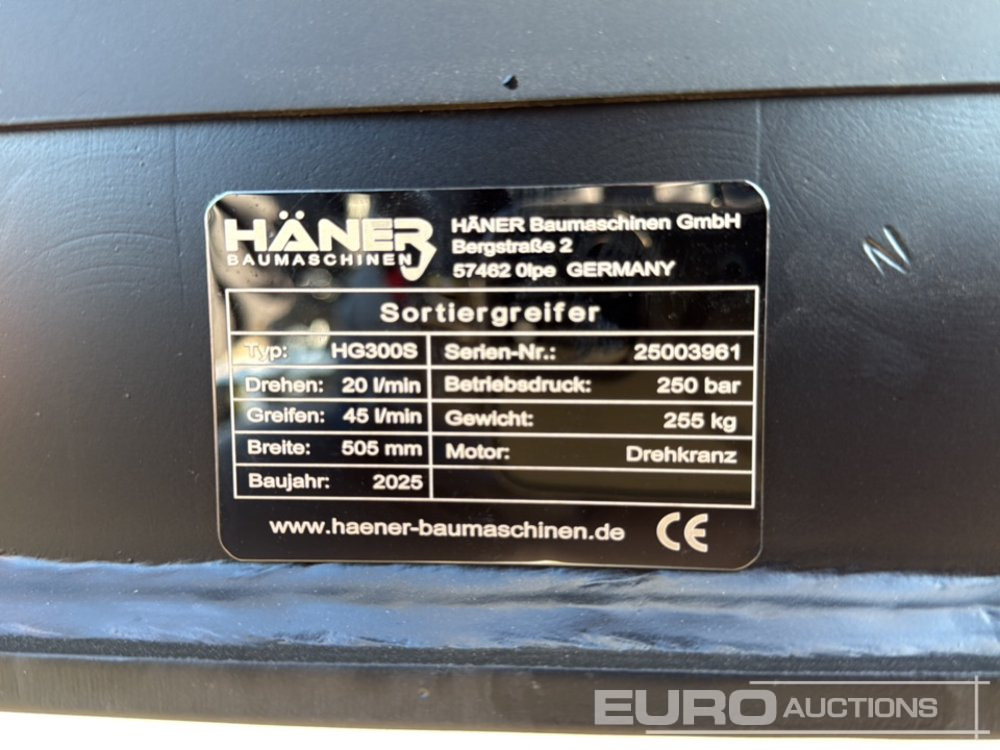 HÄNER
BAUMASCHINEN
HÄNER Baumaschinen GmbH
Bergstraße 2
57462 Olpe GERMANY
Sortiergreifer
Typ: HG300S Serien-Nr.: 25003961
Drehen: 20 l/min Betriebsdruck: 250 bar
Greifen: 45 l/min Gewicht: 255 kg
Breite: 505 mm Motor: Drehkranz
Baujahr: 2025
www.haener-baumaschinen.de CE
N
EURO AUCTIONS